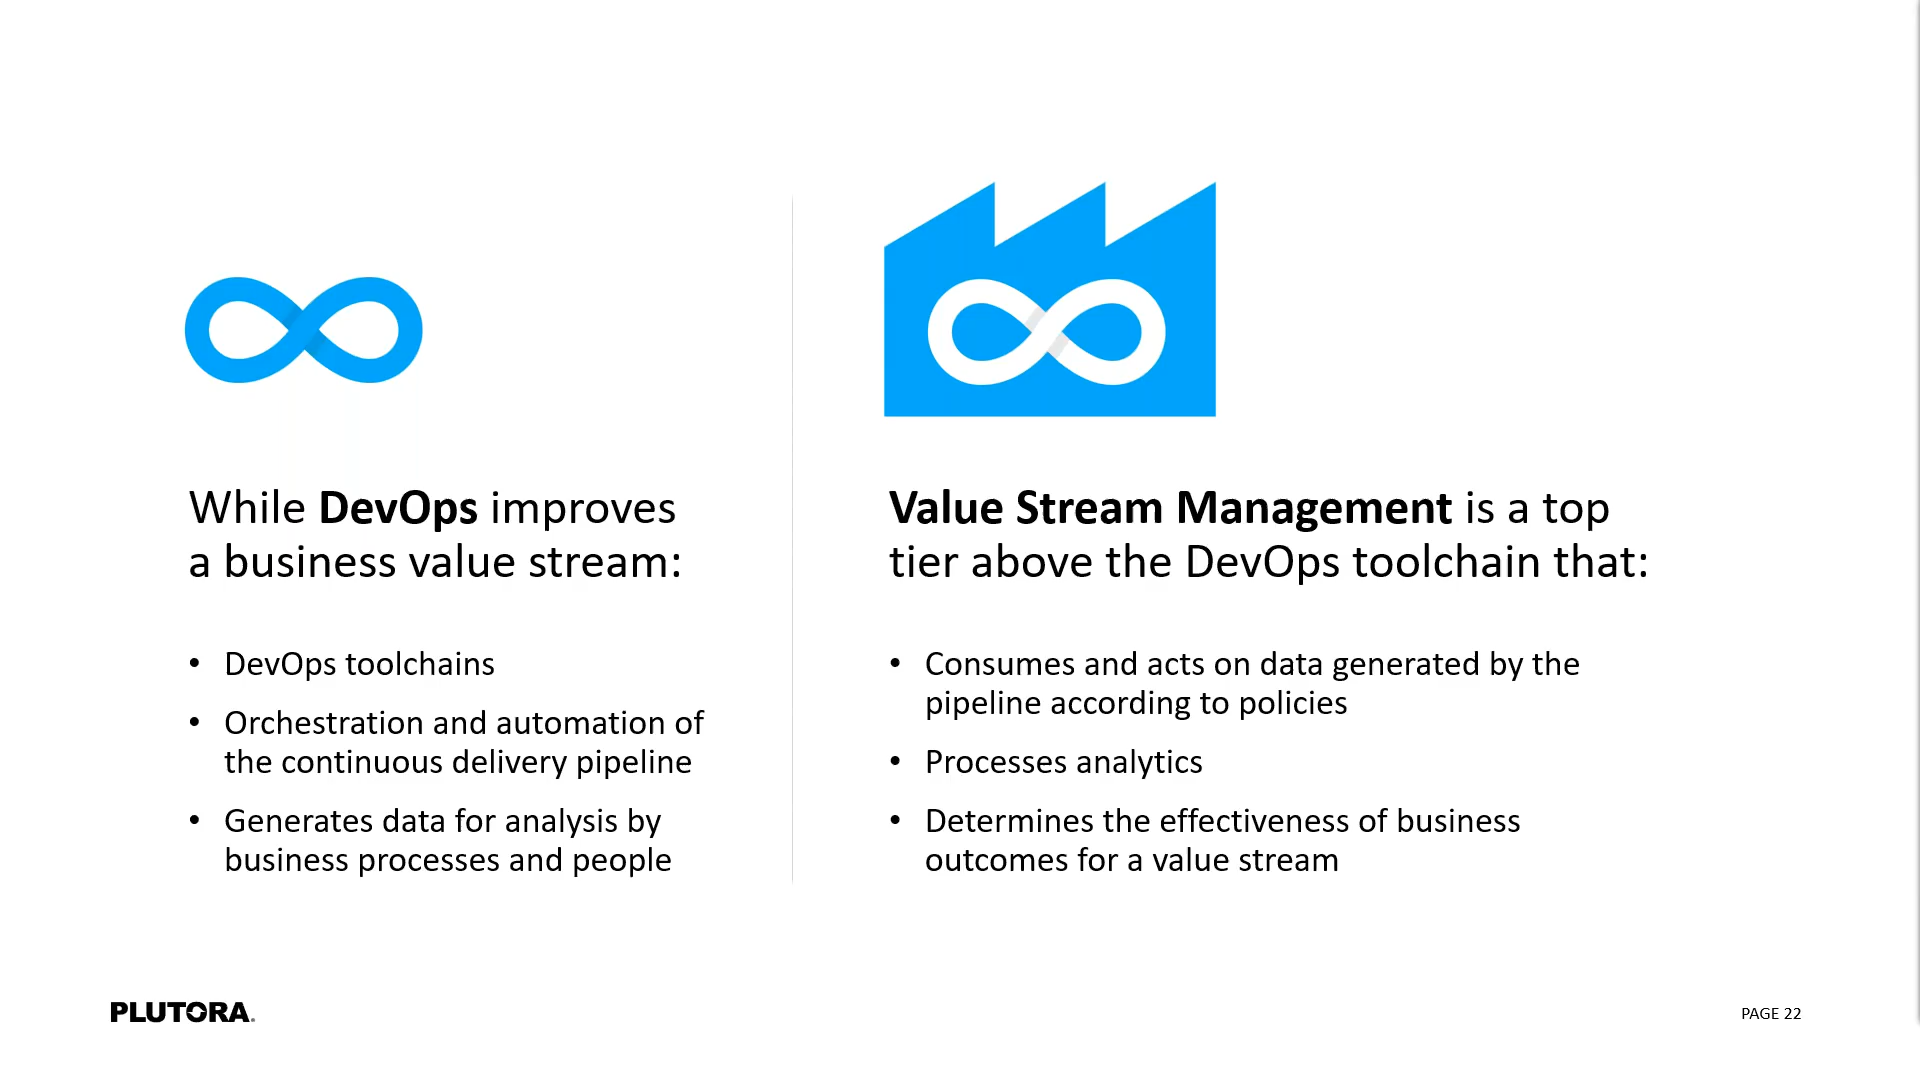 While DevOps improves
a business value stream:
• DevOps toolchains
• Orchestration and automation of
the continuous delivery pipeline
• Generates data for analysis by
business processes and people
Value Stream Management is a top
tier above the DevOps toolchain that:
• Consumes and acts on data generated by the
pipeline according to policies
• Processes analytics
• Determines the effectiveness of business
outcomes for a value stream
PLUTORA.
PAGE 22